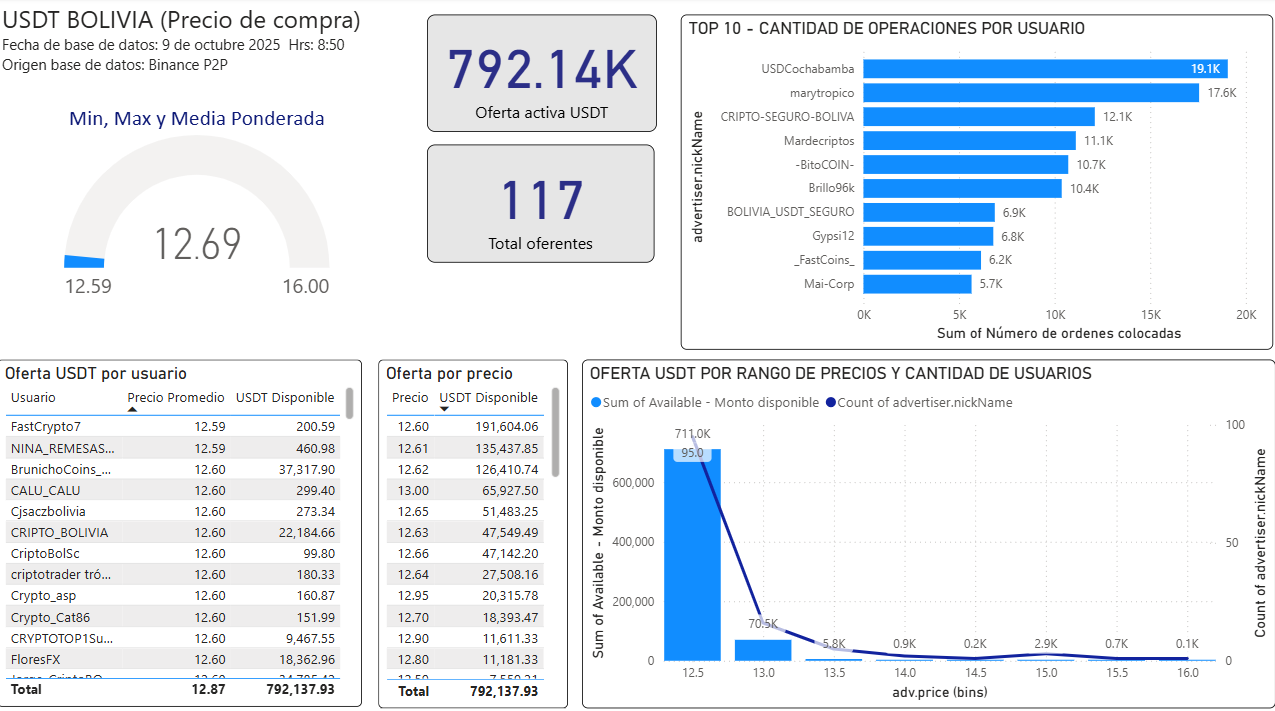 USDT BOLIVIA (Precio de compra)
Fecha de base de datos: 9 de octubre 2025 Hrs: 8:50
Origen base de datos: Binance P2P
Min, Max y Media Ponderada
12.69
12.59 16.00
792.14K
Oferta activa USDT
117
Total oferentes
TOP 10 - CANTIDAD DE OPERACIONES POR USUARIO
advertiser.nickName
USDCochabamba 19.1K
marytropico 17.6K
CRIPTO-SEGURO-BOLIVA 12.1K
Mardecriptos 11.1K
-BitoCOIN- 10.7K
Brillo96k 10.4K
BOLIVIA_USDT_SEGURO 6.9K
Gypsi12 6.8K
_FastCoins_ 6.2K
Mai-Corp 5.7K
0K 5K 10K 15K 20K
Sum of Número de ordenes colocadas
Oferta USDT por usuario
Usuario Precio Promedio USDT Disponible
FastCrypto7 12.59 200.59
NINA_REMESAS... 12.59 460.98
BrunichoCoins_... 12.60 37,317.90
CALU_CALU 12.60 299.40
Cjsaczbolivia 12.60 273.34
CRIPTO_BOLIVIA 12.60 22,184.66
CriptoBolSc 12.60 99.80
criptotrader tró... 12.60 180.33
Crypto_asp 12.60 160.87
Crypto_Cat86 12.60 151.99
CRYPTOTOP1Su... 12.60 9,467.55
FloresFX 12.60 18,362.96
Total 12.87 792,137.93
Oferta por precio
Precio USDT Disponible
12.60 191,604.06
12.61 135,437.85
12.62 126,410.74
13.00 65,927.50
12.65 51,483.25
12.63 47,549.49
12.66 47,142.20
12.64 27,508.16
12.95 20,315.78
12.70 18,393.47
12.90 11,611.33
12.80 11,181.33
Total 792,137.93
OFERTA USDT POR RANGO DE PRECIOS Y CANTIDAD DE USUARIOS
Sum of Available - Monto disponible Count of advertiser.nickName
Sum of Available - Monto disponible
600,000
400,000
200,000
0
711.0K
95.0
70.5K 5.8K 0.9K 0.2K 2.9K 0.7K 0.1K
100
50
0
Count of advertiser.nickName
12.5 13.0 13.5 14.0 14.5 15.0 15.5 16.0
adv.price (bins)